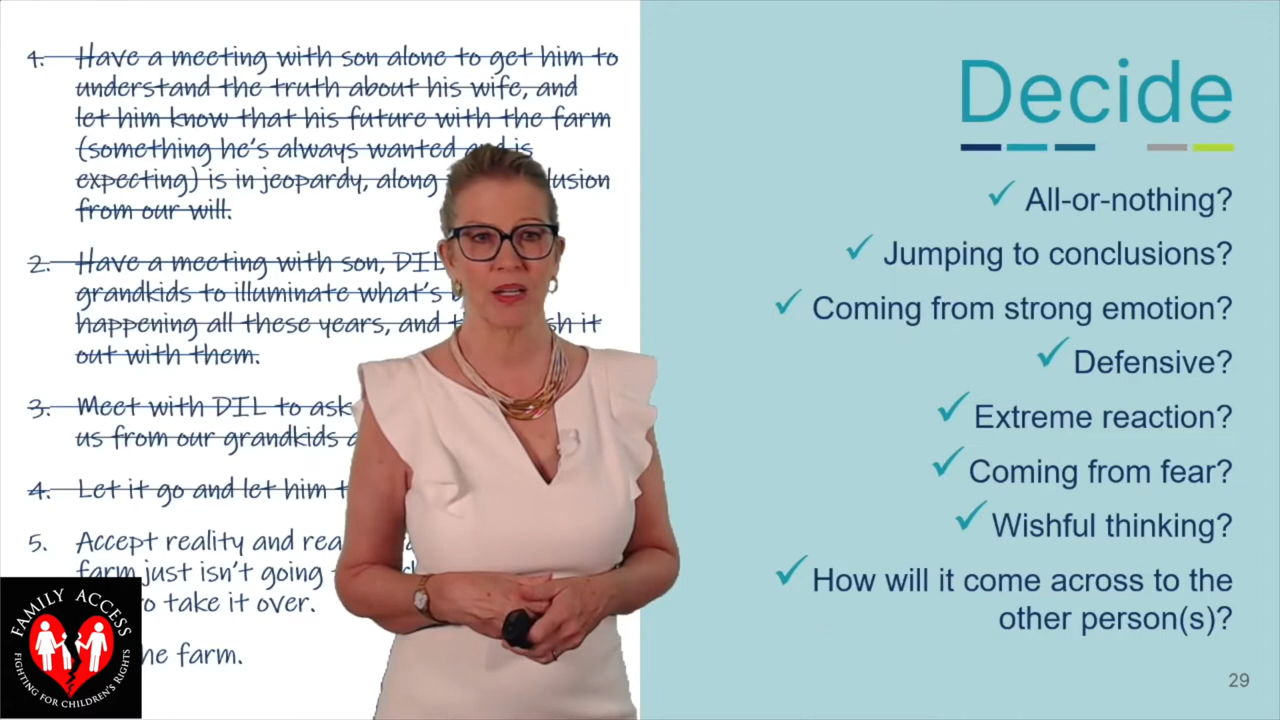 1. Have a meeting with son alone to get him to
understand the truth about his wife, and
let him know that his future with the farm
(something he's always wanted and is
expecting) is in jeopardy, along
lusion
from our will.
2. Have a meeting with son, DIL
grandkids to illuminate what's
happening all these years, and
sh it
out with them.
3. Meet with DIL to ask
us from our grandkids
4. Let it go and let him
5. Accept reality and
farm just isn't going
to take it over.
he farm.
FAMILY ACCESS
FIGHTING FOR CHILDREN'S RIGHTS
Decide
✓ All-or-nothing?
✓ Jumping to conclusions?
✓ Coming from strong emotion?
✓ Defensive?
✓ Extreme reaction?
✓ Coming from fear?
✓ Wishful thinking?
✓ How will it come across to the
other person(s)?
29